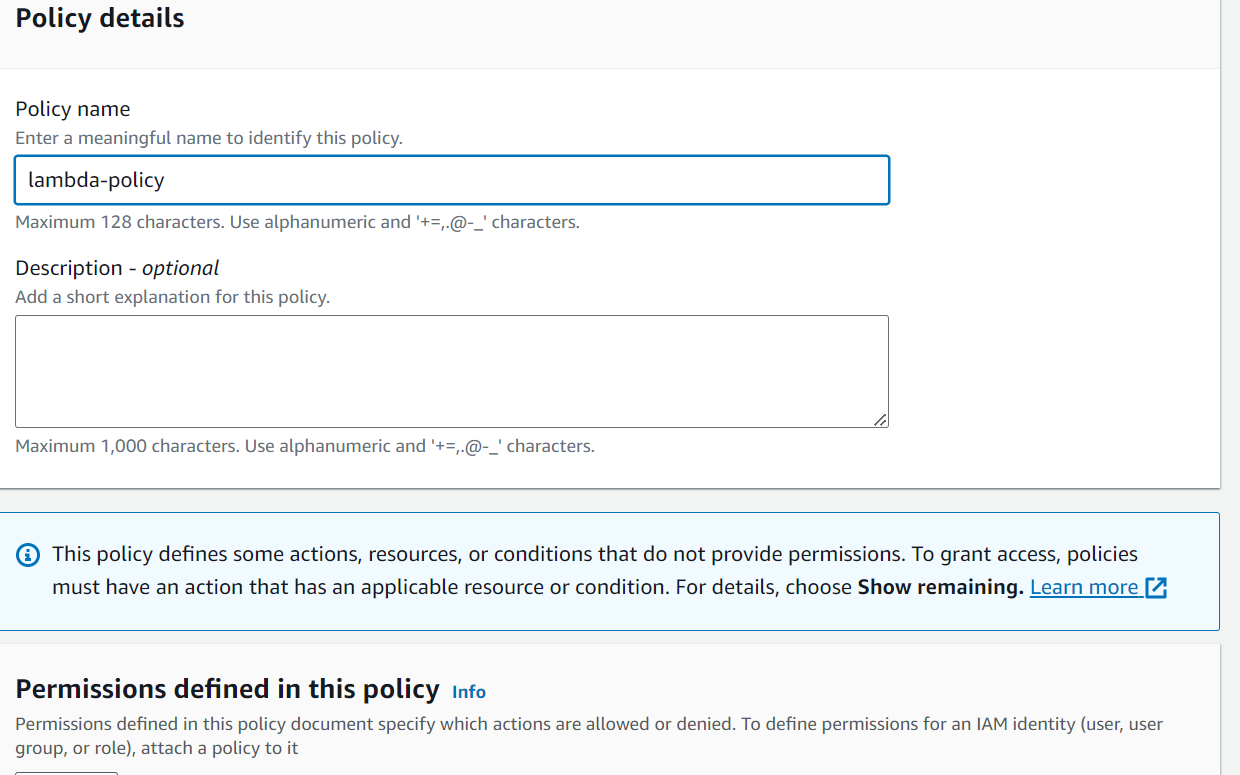 Policy details
Policy name
Enter a meaningful name to identify this policy.
lambda-policy
Maximum 128 characters. Use alphanumeric and '+=,.@-_' characters.
Description - optional
Add a short explanation for this policy.
Maximum 1,000 characters. Use alphanumeric and '+=,.@-_' characters.
This policy defines some actions, resources, or conditions that do not provide permissions. To grant access, policies
must have an action that has an applicable resource or condition. For details, choose Show remaining. Learn more
Permissions defined in this policy Info
Permissions defined in this policy document specify which actions are allowed or denied. To define permissions for an IAM identity (user, user
group, or role), attach a policy to it